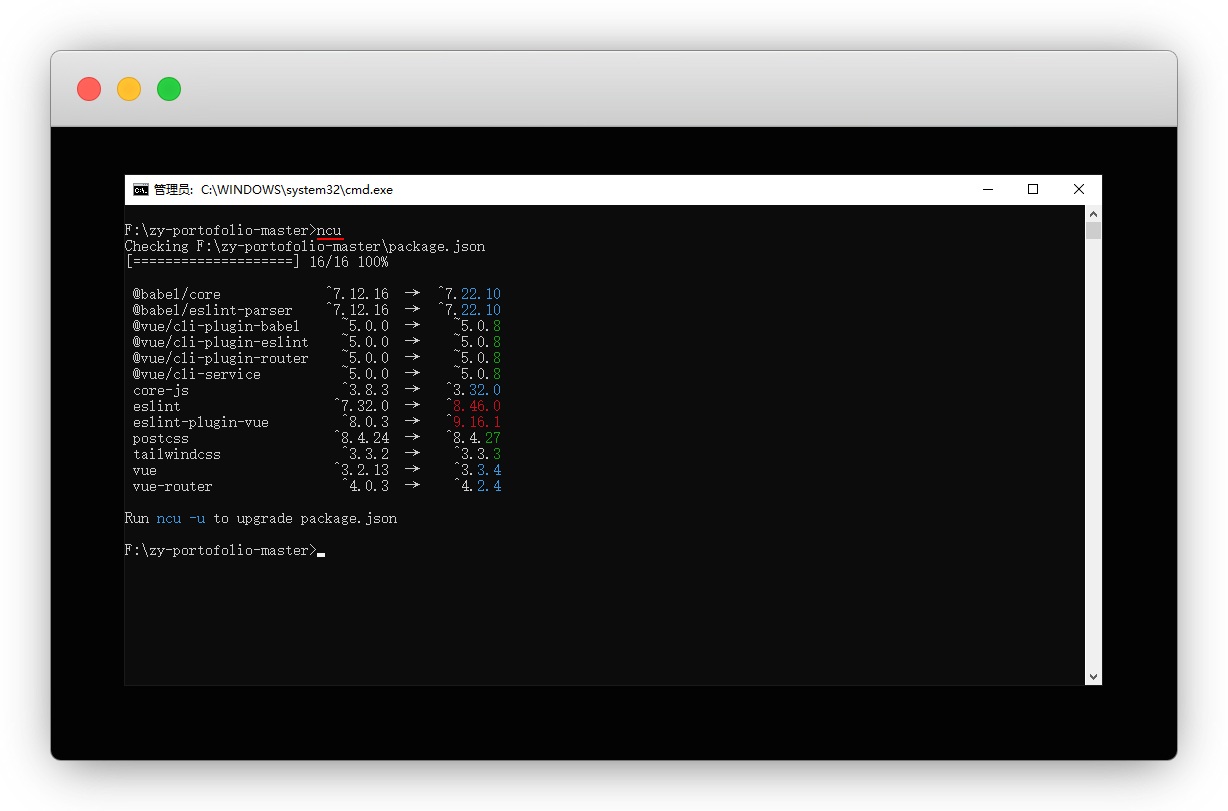 管理员: C:\WINDOWS\system32\cmd.exe
F:\zy-portofolio-master>ncu
Checking F:\zy-portofolio-master\package.json
[====================] 16/16 100%
@babel/core ^7.12.16 → ^7.22.10
@babel/eslint-parser ^7.12.16 → ^7.22.10
@vue/cli-plugin-babel ~5.0.0 → ~5.0.8
@vue/cli-plugin-eslint ~5.0.0 → ~5.0.8
@vue/cli-plugin-router ~5.0.0 → ~5.0.8
@vue/cli-service ~5.0.0 → ~5.0.8
core-js ^3.8.3 → ^3.32.0
eslint ^7.32.0 → ^8.46.0
eslint-plugin-vue ^8.0.3 → ^9.16.1
postcss ^8.4.24 → ^8.4.27
tailwindcss ^3.3.2 → ^3.3.3
vue ^3.2.13 → ^3.3.4
vue-router ^4.0.3 → ^4.2.4
Run ncu -u to upgrade package.json
F:\zy-portofolio-master>